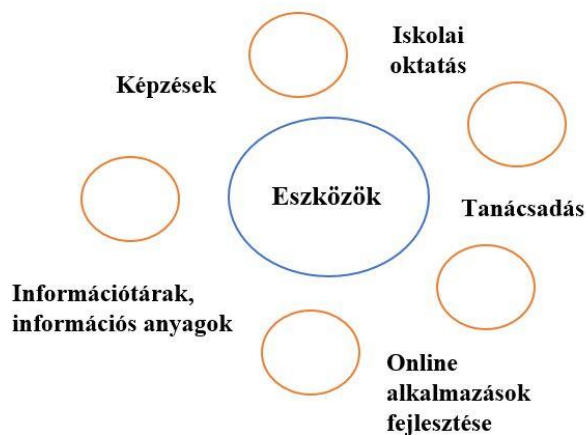 Iskolai
oktatás
Képzések
Eszközök
Tanácsadás
Információtárak,
információs anyagok
Online
alkalmazások
fejlesztése